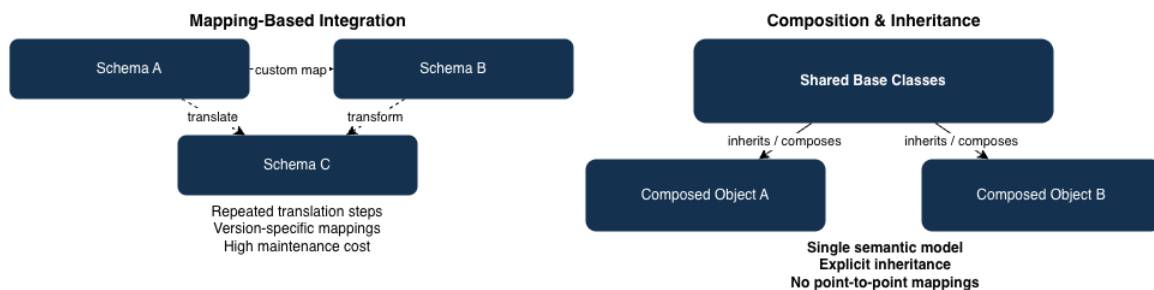 Mapping-Based Integration
Schema A
custom map
Schema B
translate
transform
Schema C
Repeated translation steps
Version-specific mappings
High maintenance cost
Composition & Inheritance
Shared Base Classes
inherits / composes
inherits / composes
Composed Object A
Composed Object B
Single semantic model
Explicit inheritance
No point-to-point mappings